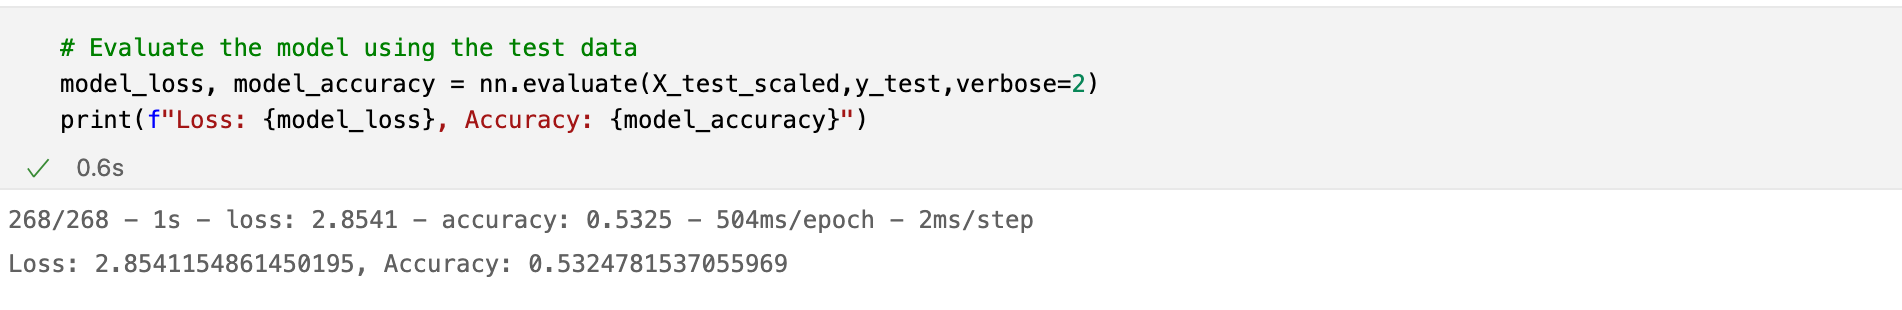 # Evaluate the model using the test data
model_loss, model_accuracy = nn.evaluate(X_test_scaled,y_test,verbose=2)
print(f"Loss: {model_loss}, Accuracy: {model_accuracy}")
0.6s
268/268 - 1s - loss: 2.8541 - accuracy: 0.5325 - 504ms/epoch - 2ms/step
Loss: 2.8541154861450195, Accuracy: 0.5324781537055969